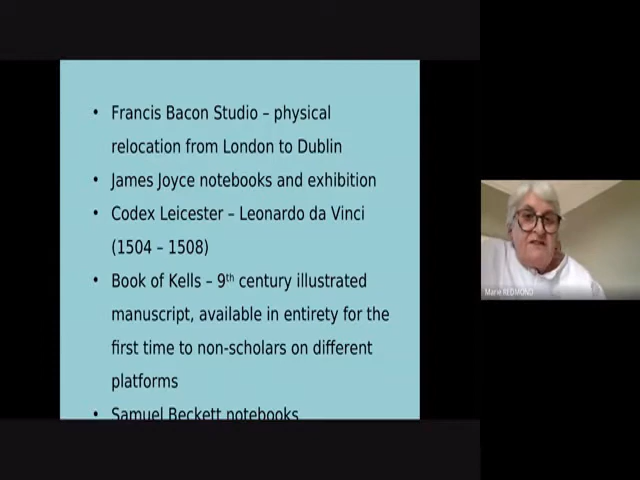 • Francis Bacon Studio – physical
relocation from London to Dublin
• James Joyce notebooks and exhibition
• Codex Leicester – Leonardo da Vinci
(1504 – 1508)
• Book of Kells – 9th century illustrated
manuscript, available in entirety for the
first time to non-scholars on different
platforms
• Samuel Beckett notebooks
Marie REDMOND